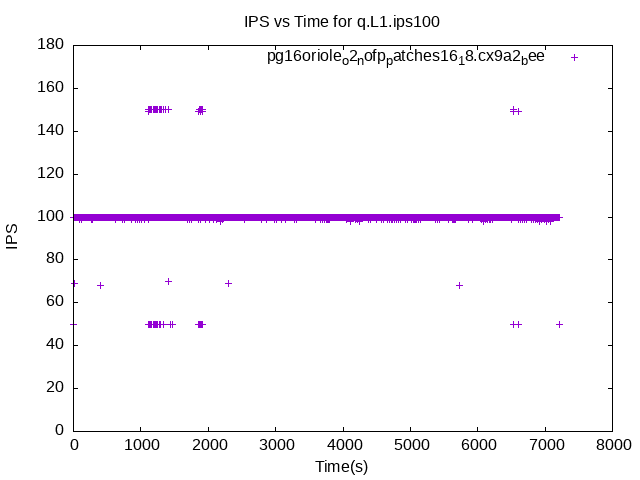 IPS vs Time for q.L1.ips100
pg16oriole_o2_nofp_patches16_18.cx9a2_bee
180
160
140
120
100
80
60
40
20
0
IPS
0 1000 2000 3000 4000 5000 6000 7000 8000
Time(s)